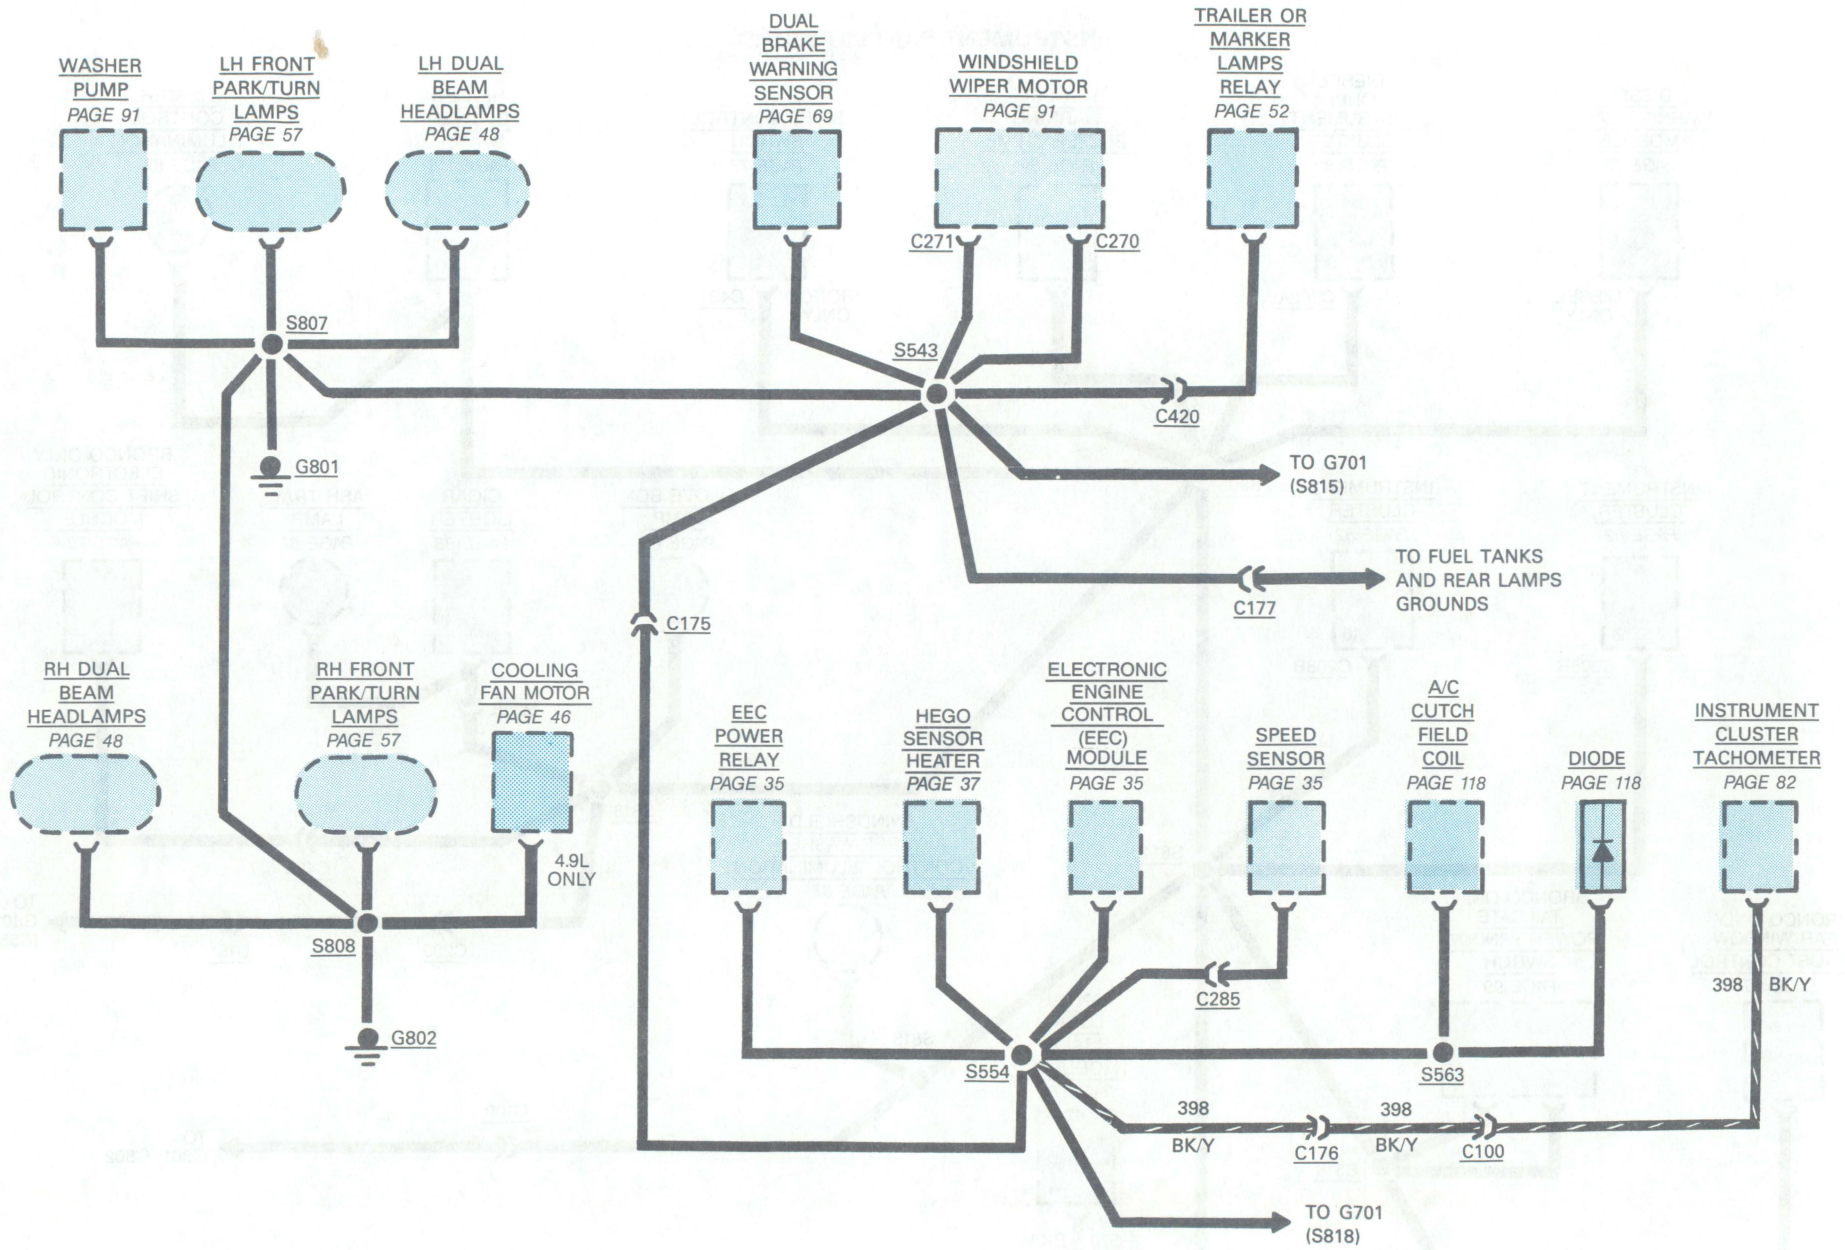 WASHER
PUMP
PAGE 91
LH FRONT
PARK/TURN
LAMPS
PAGE 57
LH DUAL
BEAM
HEADLAMPS
PAGE 48
DUAL
BRAKE
WARNING
SENSOR
PAGE 69
WINDSHIELD
WIPER MOTOR
PAGE 91
TRAILER OR
MARKER
LAMPS
RELAY
PAGE 52
C271
C270
S807
S543
C420
G801
TO G701
(S815)
TO FUEL TANKS
AND REAR LAMPS
GROUNDS
C177
C175
RH DUAL
BEAM
HEADLAMPS
PAGE 48
RH FRONT
PARK/TURN
LAMPS
PAGE 57
COOLING
FAN MOTOR
PAGE 46
4.9L
ONLY
S808
G802
EEC
POWER
RELAY
PAGE 35
HEGO
SENSOR
HEATER
PAGE 37
ELECTRONIC
ENGINE
CONTROL
(EEC)
MODULE
PAGE 35
SPEED
SENSOR
PAGE 35
A/C
CUTCH
FIELD
COIL
PAGE 118
DIODE
PAGE 118
INSTRUMENT
CLUSTER
TACHOMETER
PAGE 82
C285
398 BK/Y
S554
S563
398
BK/Y
C176
398
BK/Y
C100
TO G701
(S818)